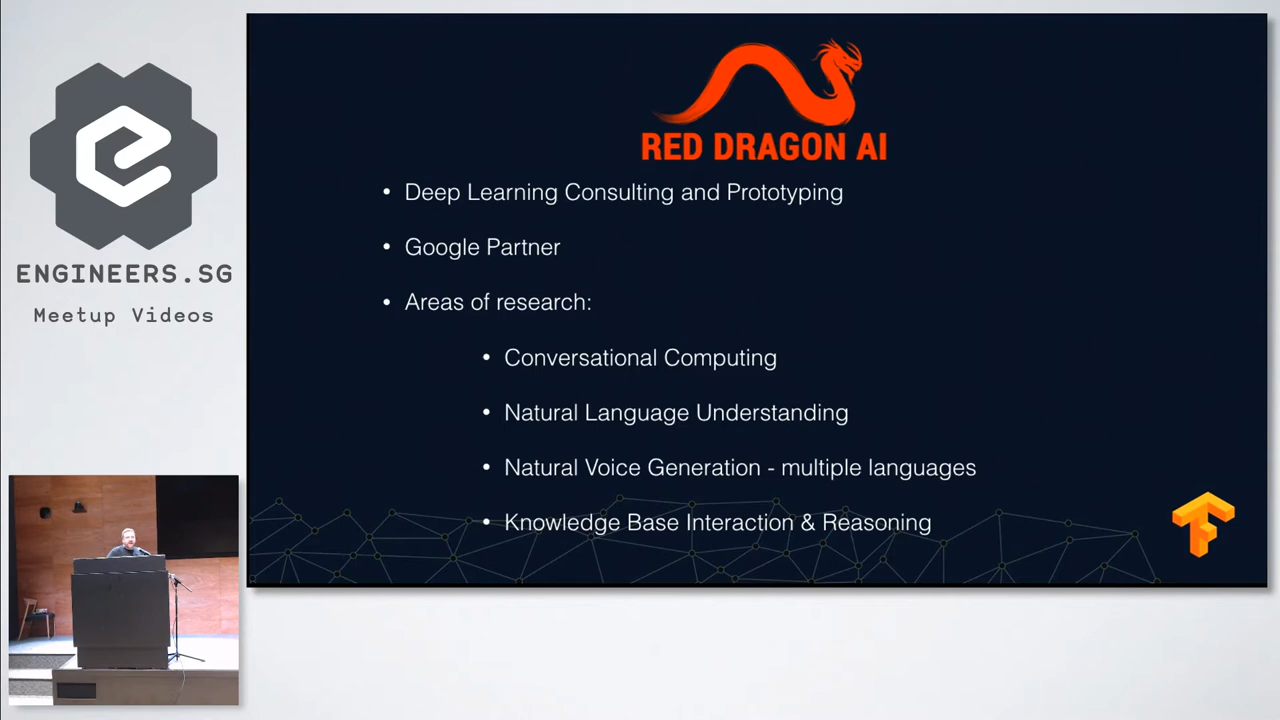 ENGINEERS.SG
Meetup Videos
RED DRAGON AI
• Deep Learning Consulting and Prototyping
• Google Partner
• Areas of research:
• Conversational Computing
• Natural Language Understanding
• Natural Voice Generation - multiple languages
• Knowledge Base Interaction & Reasoning